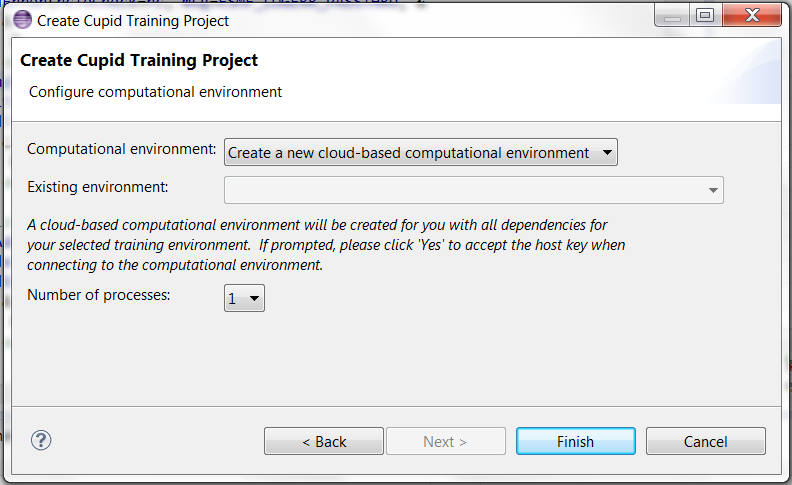 Create Cupid Training Project
Create Cupid Training Project
Configure computational environment
Computational environment: Create a new cloud-based computational environment
Existing environment:
A cloud-based computational environment will be created for you with all dependencies for
your selected training environment. If prompted, please click 'Yes' to accept the host key when
connecting to the computational environment.
Number of processes: 1
< Back Next > Finish Cancel